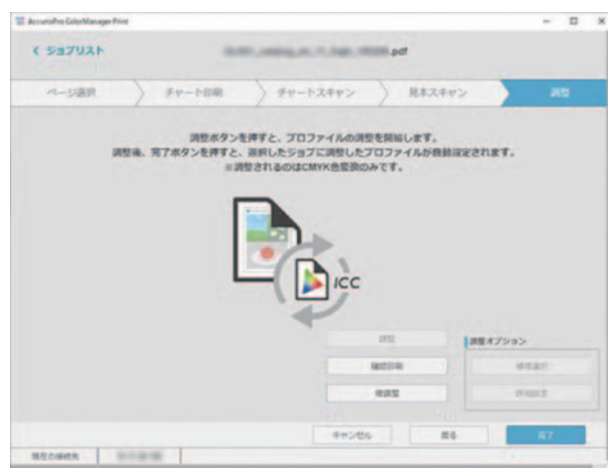 AccurioPro ColorManager Print
ジョブリスト
.pdf
ページ選択
チャート印刷
チャートスキャン
見本スキャン
調整
調整ボタンを押すと、プロファイルの調整を開始します。
調整後、完了ボタンを押すと、選択したジョブに調整したプロファイルが自動設定されます。
※調整されるのはCMYK色変換のみです。
ICC
調整
調整オプション
確認印刷
微調整
キャンセル
戻る
完了
現在の接続先